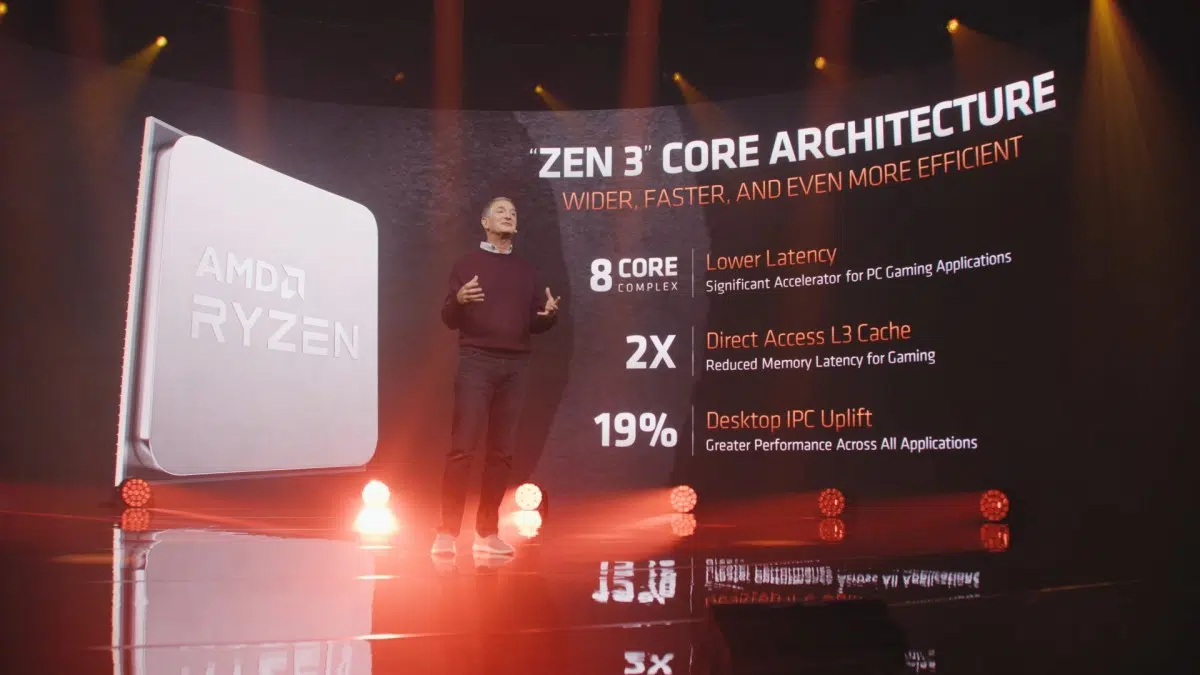 "ZEN 3" CORE ARCHITECTURE
WIDER, FASTER, AND EVEN MORE EFFICIENT
AMD
RYZEN
8 CORE
COMPLEX
Lower Latency
Significant Accelerator for PC Gaming Applications
2X
Direct Access L3 Cache
Reduced Memory Latency for Gaming
19%
Desktop IPC Uplift
Greater Performance Across All Applications